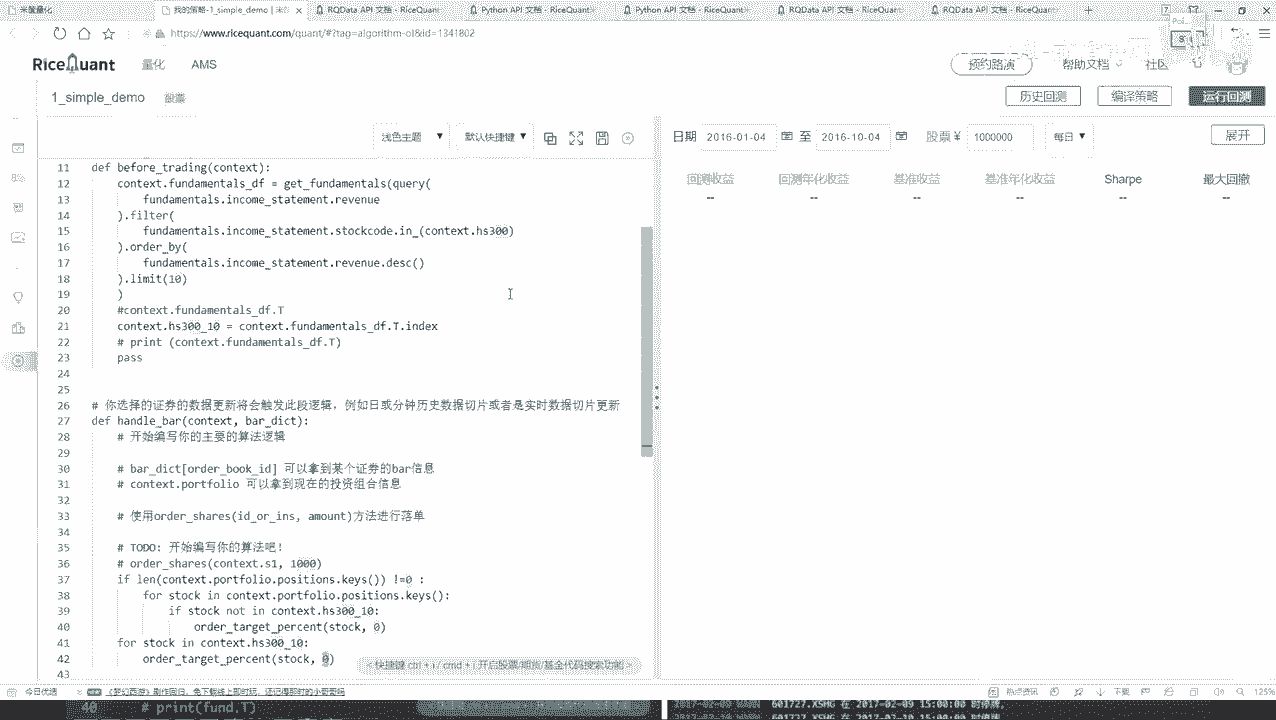 米筐量化
我的策略-1_simple_demo | 米筐
RQData API 文档 - RiceQuant
Python API 文档 - RiceQuant
Python API 文档 - RiceQuant
RQData API 文档 - RiceQuant
RQData API 文档 - RiceQuant
https://www.ricequant.com/quant/#?tag=algorithm-ol&id=1341802
RiceQuant
量化
AMS
预约路演
帮助文档
社区
1_simple_demo
股票
历史回测
编译策略
运行回测
浅色主题
默认快捷键
日期
2016-01-04
至
2016-10-04
股票 ¥
1000000
每日
展开
回测收益
回测年化收益
基准收益
基准年化收益
Sharpe
最大回撤
--
--
--
--
--
--
11 def before_trading(context):
12 context.fundamentals_df = get_fundamentals(query(
13 fundamentals.income_statement.revenue
14 ).filter(
15 fundamentals.income_statement.stockcode.in_(context.hs300)
16 ).order_by(
17 fundamentals.income_statement.revenue.desc()
18 ).limit(10)
19 )
20 #context.fundamentals_df.T
21 context.hs300_10 = context.fundamentals_df.T.index
22 # print (context.fundamentals_df.T)
23 pass
24
25
26 # 你选择的证券的数据更新将会触发此段逻辑，例如日或分钟历史数据切片或者是实时数据切片更新
27 def handle_bar(context, bar_dict):
28 # 开始编写你的主要的算法逻辑
29
30 # bar_dict[order_book_id] 可以拿到某个证券的bar信息
31 # context.portfolio 可以拿到现在的投资组合信息
32
33 # 使用order_shares(id_or_ins, amount)方法进行落单
34
35 # TODO: 开始编写你的算法吧！
36 # order_shares(context.s1, 1000)
37 if len(context.portfolio.positions.keys()) !=0 :
38 for stock in context.portfolio.positions.keys():
39 if stock not in context.hs300_10:
40 order_target_percent(stock, 0)
41 for stock in context.hs300_10:
42 order_target_percent(stock, 0)
43
快捷键 ctrl + i / cmd + i 开启股票/期货/基金代码搜索功能
今日优选
热点资讯
下载
125%
40 # print(fund.T)
601727.XSHG 在 2017-02-09 15:00:00 时停牌,